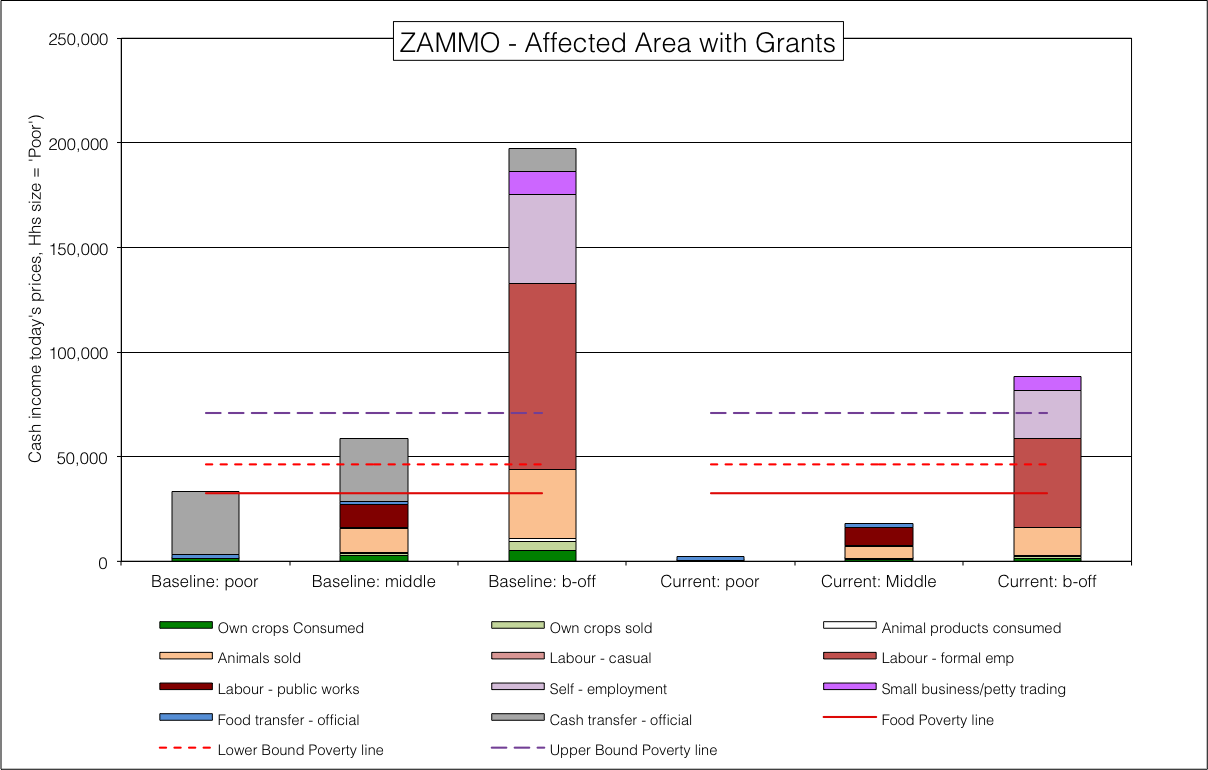 ZAMMO - Affected Area with Grants
Cash income today's prices, Hhs size = 'Poor')
250,000
200,000
150,000
100,000
50,000
0
Baseline: poor Baseline: middle Baseline: b-off Current: poor Current: Middle Current: b-off
Own crops Consumed Own crops sold Animal products consumed
Animals sold Labour - casual Labour - formal emp
Labour - public works Self - employment Small business/petty trading
Food transfer - official Cash transfer - official Food Poverty line
Lower Bound Poverty line Upper Bound Poverty line